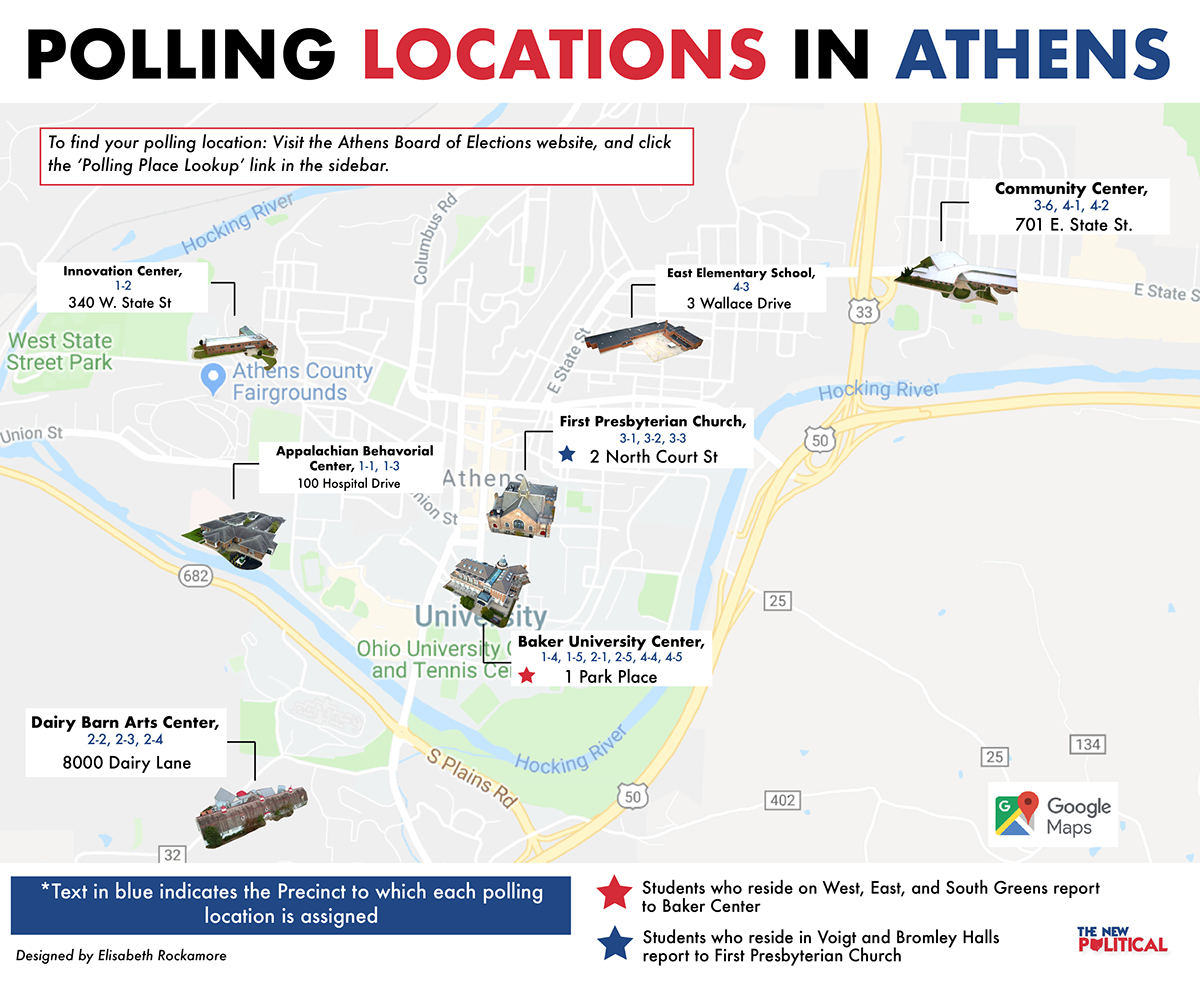 POLLING LOCATIONS IN ATHENS
To find your polling location: Visit the Athens Board of Elections website, and click
the 'Polling Place Lookup' link in the sidebar.
Community Center,
3-6, 4-1, 4-2
701 E. State St.
Hocking River
Columbus Rd
Innovation Center,
1-2
340 W. State St
East Elementary School,
4-3
3 Wallace Drive
E State S
33
West State
Street Park
Athens County
Fairgrounds
E State St
Hocking River
Union St
First Presbyterian Church,
3-1, 3-2, 3-3
2 North Court St
50
Appalachian Behavorial
Center, 1-1, 1-3
100 Hospital Drive
Athens
nion St
682
25
University
Ohio University
and Tennis Ce
Baker University Center,
1-4, 1-5, 2-1, 2-5, 4-4, 4-5
1 Park Place
Dairy Barn Arts Center,
2-2, 2-3, 2-4
8000 Dairy Lane
Hocking River
S Plains Rd
134
25
50
402
Google
Maps
G
32
*Text in blue indicates the Precinct to which each polling
location is assigned
Students who reside on West, East, and South Greens report
to Baker Center
Students who reside in Voigt and Bromley Halls
report to First Presbyterian Church
THE NEW
POLITICAL
Designed by Elisabeth Rockamore